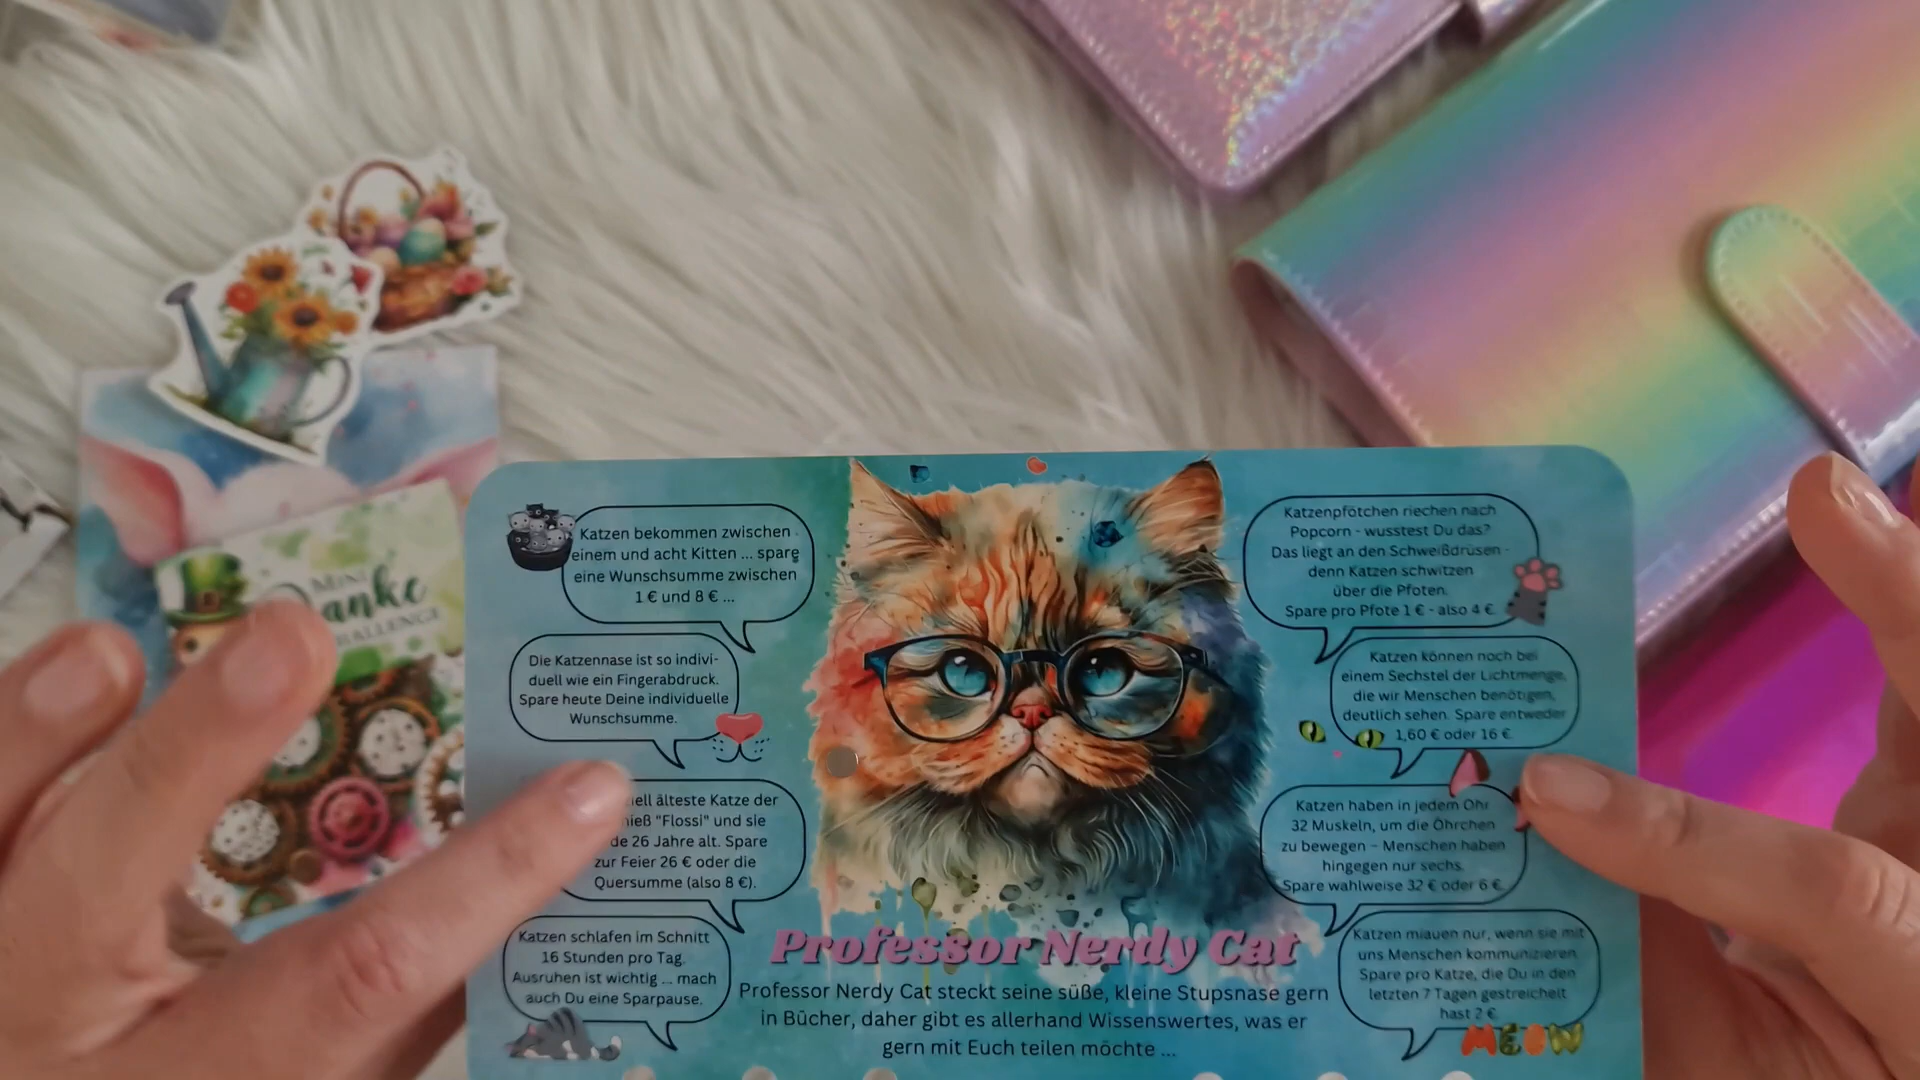 Katzen bekommen zwischen
einem und acht Kitten ... spare
eine Wunschsumme zwischen
1 € und 8 € ...
Die Katzennase ist so indivi-
duell wie ein Fingerabdruck.
Spare heute Deine individuelle
Wunschsumme.
älteste Katze der
"Flossi" und sie
26 Jahre alt. Spare
zur Feier 26 € oder die
Quersumme (also 8 €).
Katzen schlafen im Schnitt
16 Stunden pro Tag.
Ausruhen ist wichtig ... mach
auch Du eine Sparpause.
Katzenpfötchen riechen nach
Popcorn - wusstest Du das?
Das liegt an den Schweißdrüsen -
denn Katzen schwitzen
über die Pfoten.
Spare pro Pfote 1 € - also 4 €.
Katzen können noch bei
einem Sechstel der Lichtmenge,
die wir Menschen benötigen,
deutlich sehen. Spare entweder
1,60 € oder 16 €.
Katzen haben in jedem Ohr
32 Muskeln, um die Öhrchen
zu bewegen – Menschen haben
hingegen nur sechs.
Spare wahlweise 32 € oder 6 €.
Katzen miauen nur, wenn sie mit
uns Menschen kommunizieren.
Spare pro Katze, die Du in den
letzten 7 Tagen gestreichelt
hast 2 €.
MEOW
Professor Nerdy Cat
Professor Nerdy Cat steckt seine süße, kleine Stupsnase gern
in Bücher, daher gibt es allerhand Wissenswertes, was er
gern mit Euch teilen möchte ...
MINI